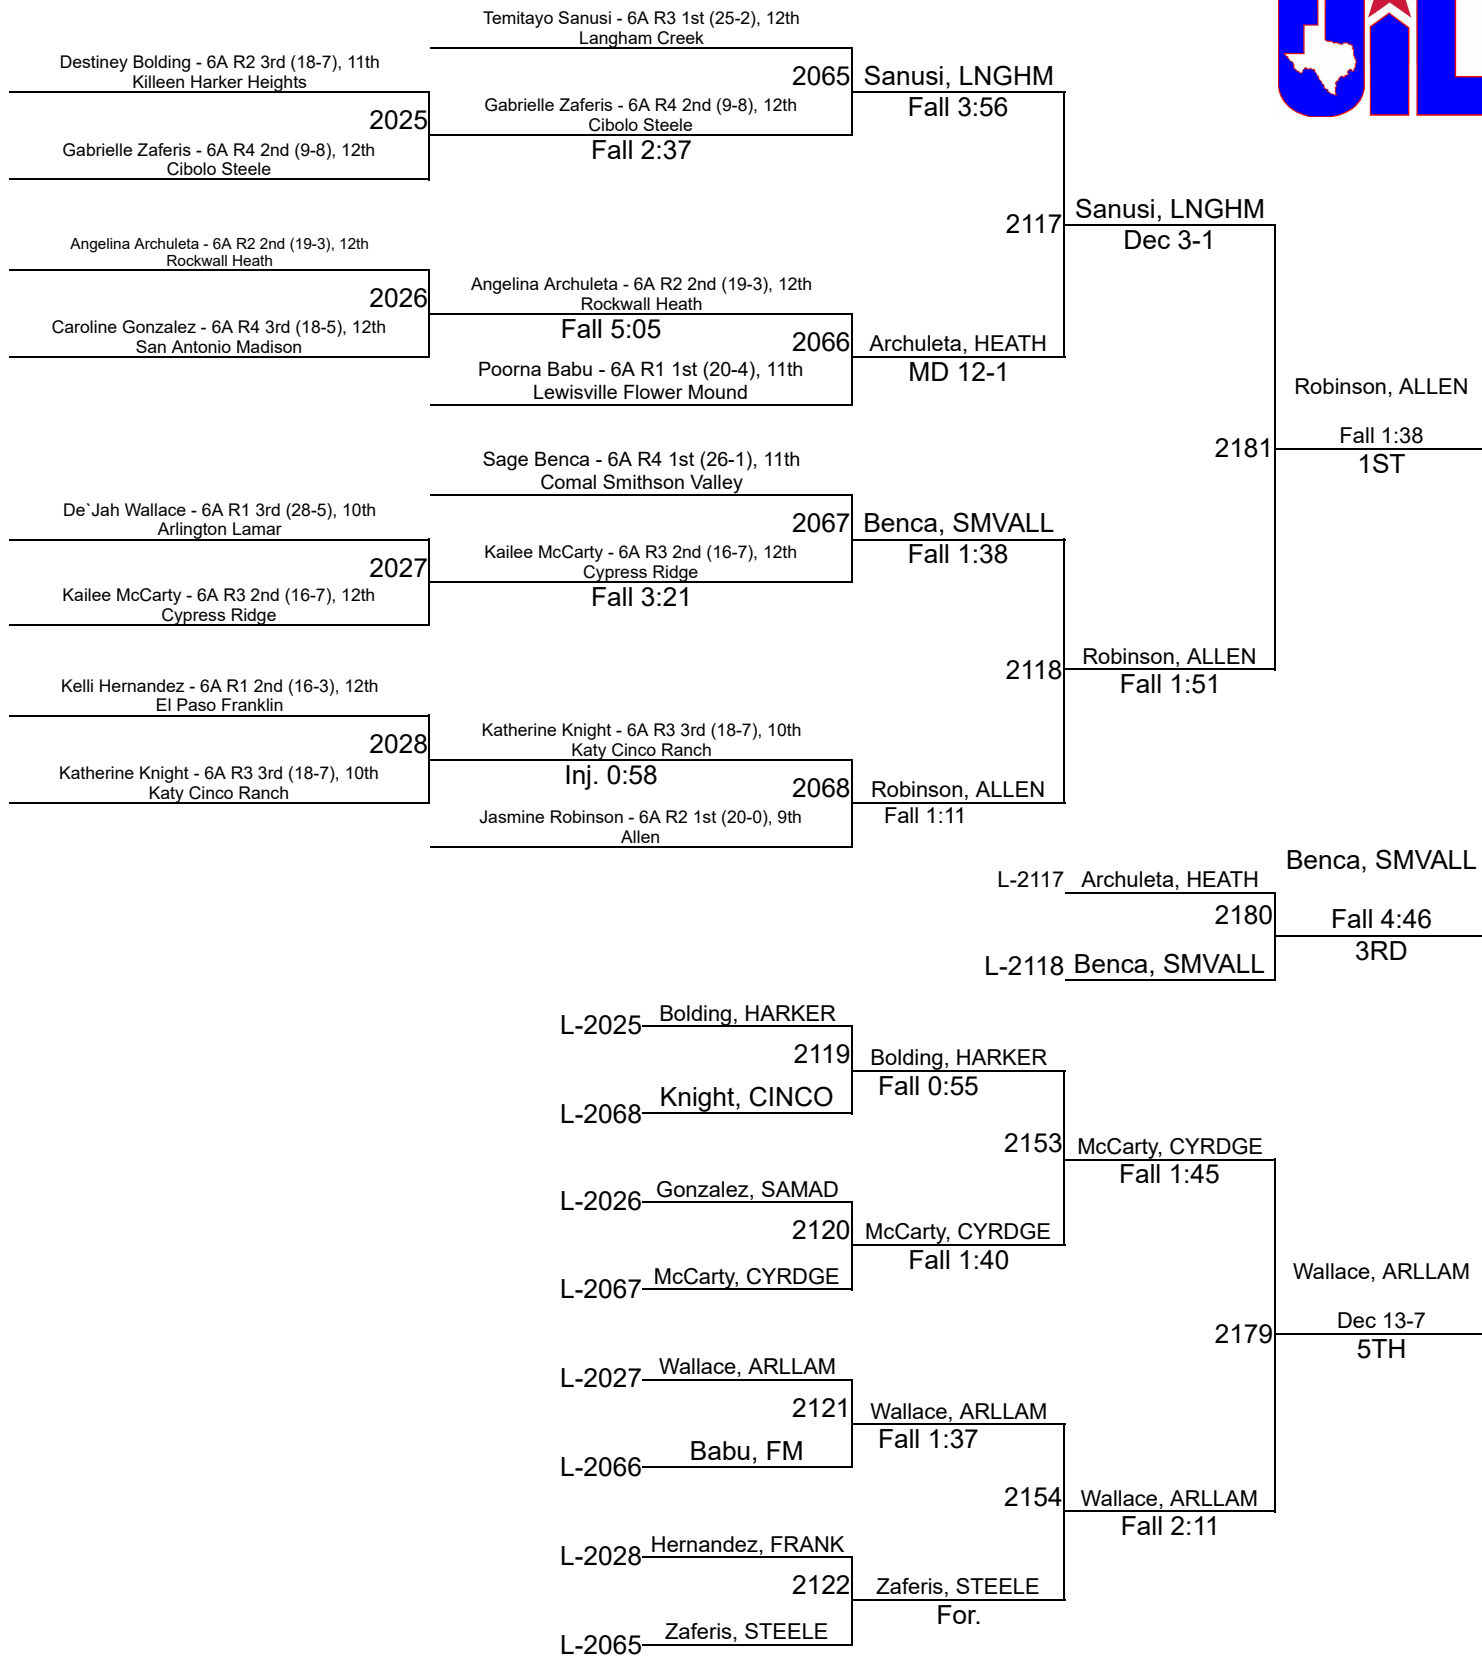 Temitayo Sanusi - 6A R3 1st (25-2), 12th
Langham Creek
UIL
Destiney Bolding - 6A R2 3rd (18-7), 11th
Killeen Harker Heights
2065
Sanusi, LNGHM
Fall 3:56
2025
Gabrielle Zaferis - 6A R4 2nd (9-8), 12th
Cibolo Steele
Fall 2:37
Gabrielle Zaferis - 6A R4 2nd (9-8), 12th
Cibolo Steele
2117
Sanusi, LNGHM
Dec 3-1
Angelina Archuleta - 6A R2 2nd (19-3), 12th
Rockwall Heath
2026
Angelina Archuleta - 6A R2 2nd (19-3), 12th
Rockwall Heath
Fall 5:05
Caroline Gonzalez - 6A R4 3rd (18-5), 12th
San Antonio Madison
2066
Archuleta, HEATH
MD 12-1
Poorna Babu - 6A R1 1st (20-4), 11th
Lewisville Flower Mound
Robinson, ALLEN
2181
Fall 1:38
1ST
Sage Benca - 6A R4 1st (26-1), 11th
Comal Smithson Valley
De`Jah Wallace - 6A R1 3rd (28-5), 10th
Arlington Lamar
2067
Benca, SMVALL
Fall 1:38
2027
Kailee McCarty - 6A R3 2nd (16-7), 12th
Cypress Ridge
Fall 3:21
Kailee McCarty - 6A R3 2nd (16-7), 12th
Cypress Ridge
2118
Robinson, ALLEN
Fall 1:51
Kelli Hernandez - 6A R1 2nd (16-3), 12th
El Paso Franklin
2028
Katherine Knight - 6A R3 3rd (18-7), 10th
Katy Cinco Ranch
Inj. 0:58
Katherine Knight - 6A R3 3rd (18-7), 10th
Katy Cinco Ranch
2068
Robinson, ALLEN
Fall 1:11
Jasmine Robinson - 6A R2 1st (20-0), 9th
Allen
L-2117
Archuleta, HEATH
Benca, SMVALL
2180
Fall 4:46
3RD
L-2118
Benca, SMVALL
L-2025
Bolding, HARKER
2119
Bolding, HARKER
Fall 0:55
L-2068
Knight, CINCO
2153
McCarty, CYRDGE
Fall 1:45
L-2026
Gonzalez, SAMAD
2120
McCarty, CYRDGE
Fall 1:40
L-2067
McCarty, CYRDGE
Wallace, ARLLAM
2179
Dec 13-7
5TH
L-2027
Wallace, ARLLAM
2121
Wallace, ARLLAM
Fall 1:37
L-2066
Babu, FM
2154
Wallace, ARLLAM
Fall 2:11
L-2028
Hernandez, FRANK
2122
Zaferis, STEELE
For.
L-2065
Zaferis, STEELE